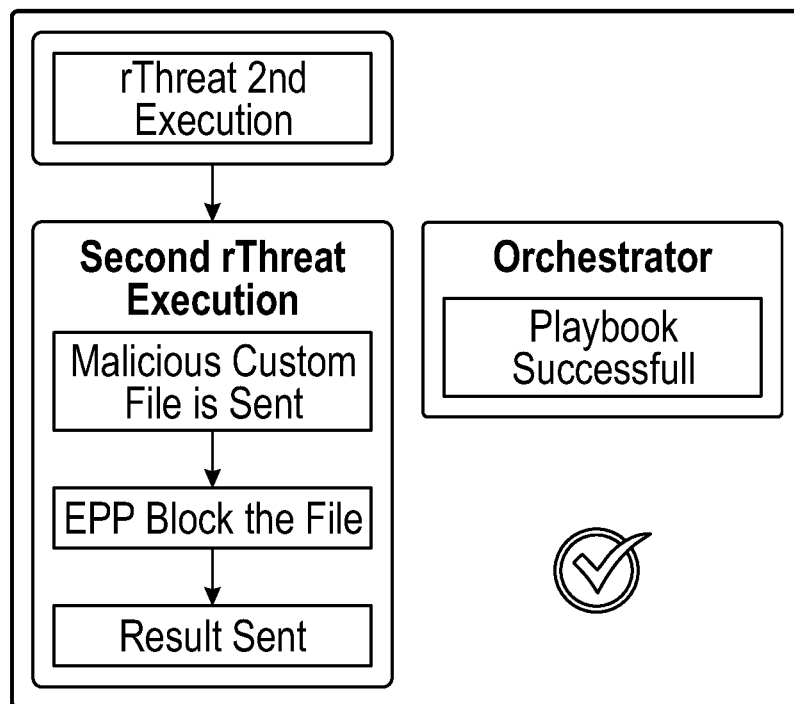 rThreat 2nd
Execution
Second rThreat
Execution
Malicious Custom
File is Sent
EPP Block the File
Result Sent
Orchestrator
Playbook
Successfull